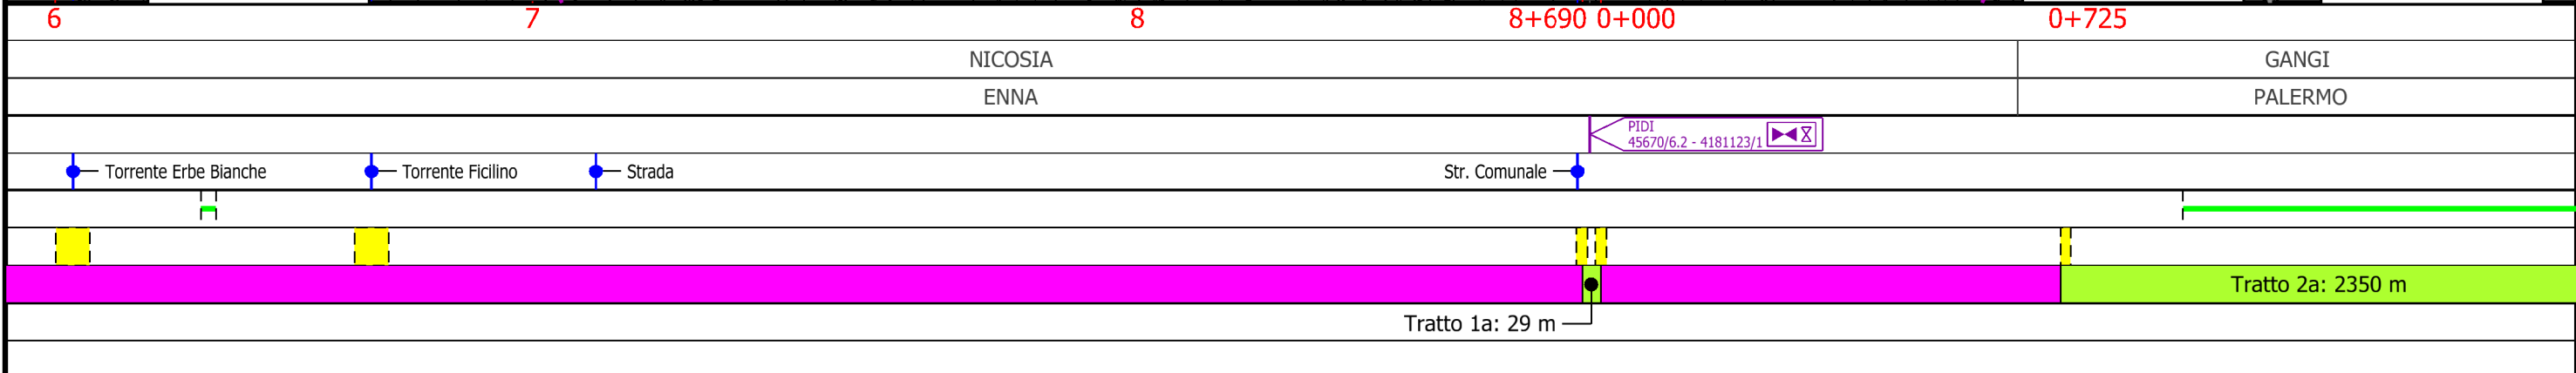 6 7 8 8+690 0+000 0+725
NICOSIA GANGI
ENNA PALERMO
PIDI
45670/6.2 - 4181123/1
Torrente Erbe Bianche Torrente Ficilino Strada Str. Comunale
Tratto 2a: 2350 m
Tratto 1a: 29 m